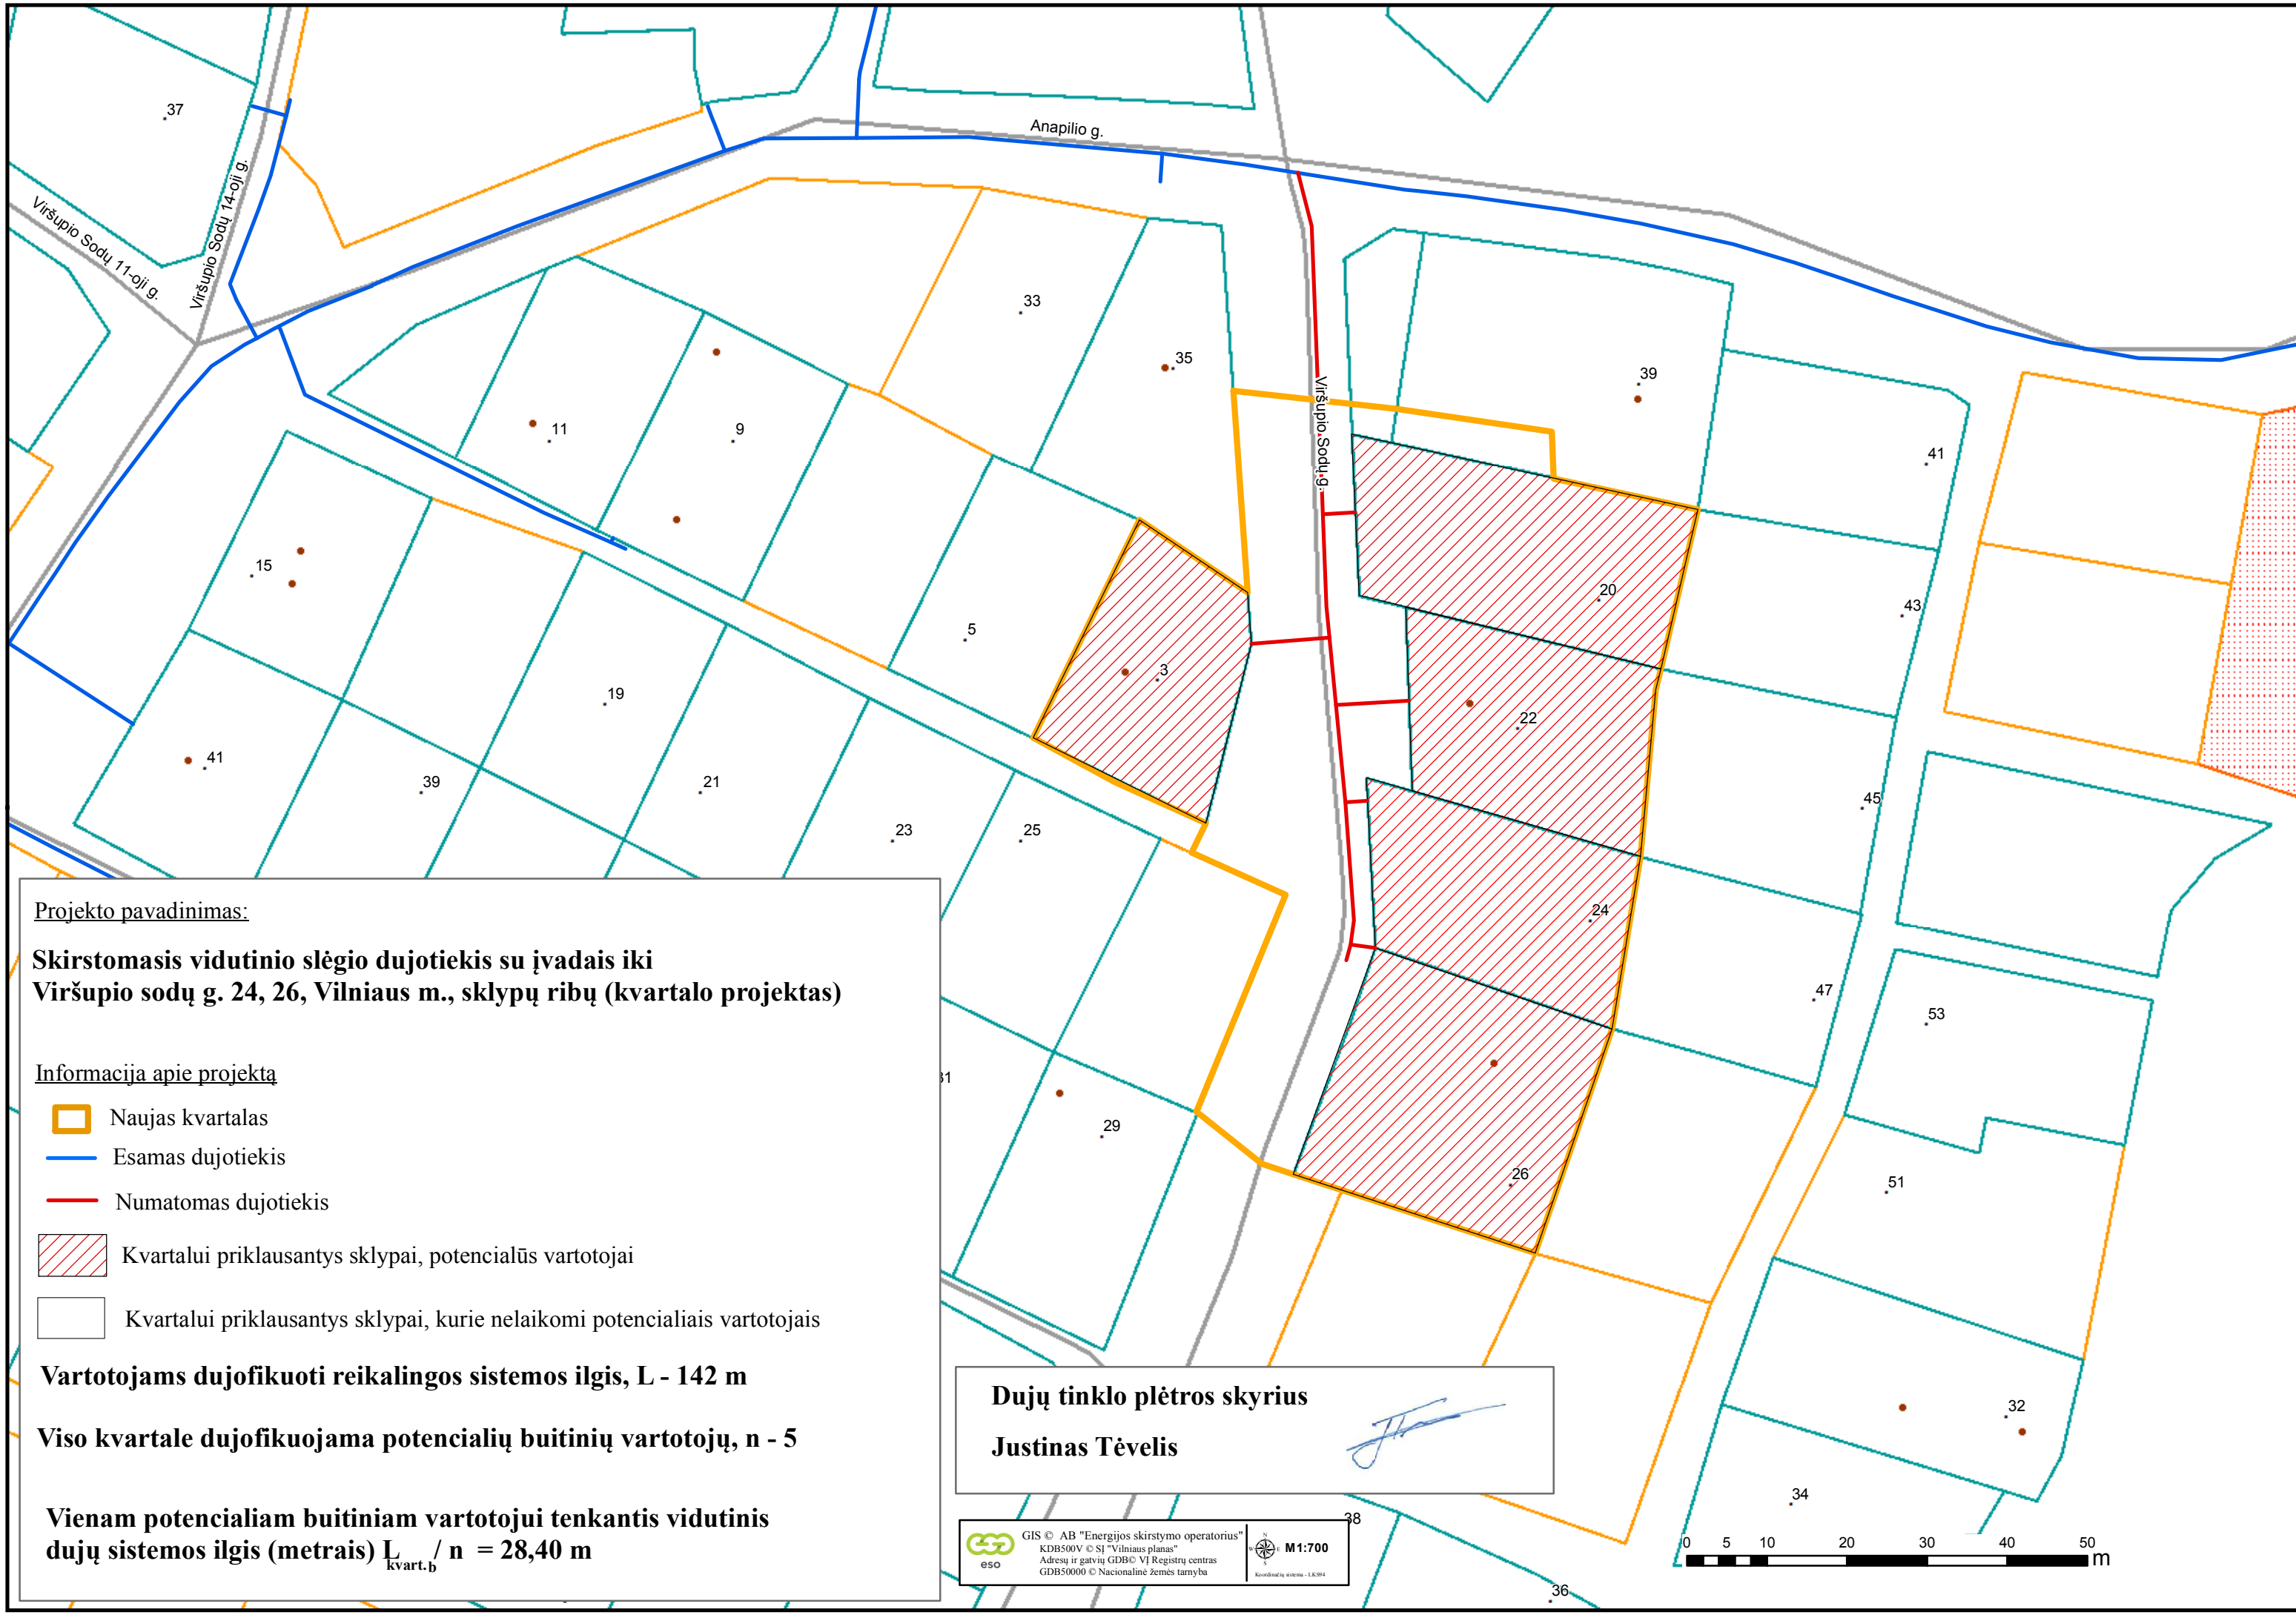 Anapilio g.
37
Viršupio Sodų 14-oji g.
Viršupio Sodų 11-oji g.
33
35
39
Viršupio Sodų g.
11
9
41
15
20
43
5
3
19
22
41
39
21
45
23
25
24
47
53
31
29
26
51
32
34
38
36
Projekto pavadinimas:
Skirstomasis vidutinio slėgio dujotiekis su įvadais iki
Viršupio sodų g. 24, 26, Vilniaus m., sklypų ribų (kvartalo projektas)
Informacija apie projektą
Naujas kvartalas
Esamas dujotiekis
Numatomas dujotiekis
Kvartalui priklausantys sklypai, potencialūs vartotojai
Kvartalui priklausantys sklypai, kurie nelaikomi potencialiais vartotojais
Vartotojams dujofikuoti reikalingos sistemos ilgis, L - 142 m
Viso kvartale dujofikuojama potencialių buitinių vartotojų, n - 5
Vienam potencialiam buitiniam vartotojui tenkantis vidutinis
dujų sistemos ilgis (metrais) L kvart.b / n = 28,40 m
Dujų tinklo plėtros skyrius
Justinas Tėvelis
eso
GIS © AB "Energijos skirstymo operatorius"
KDB500V © SĮ "Vilniaus planas"
Adresų ir gatvių GDB© VĮ Registrų centras
GDB50000 © Nacionalinė žemės tarnyba
N
W E
S
M1:700
Koordinačių sistema - LKS94
0 5 10 20 30 40 50
m